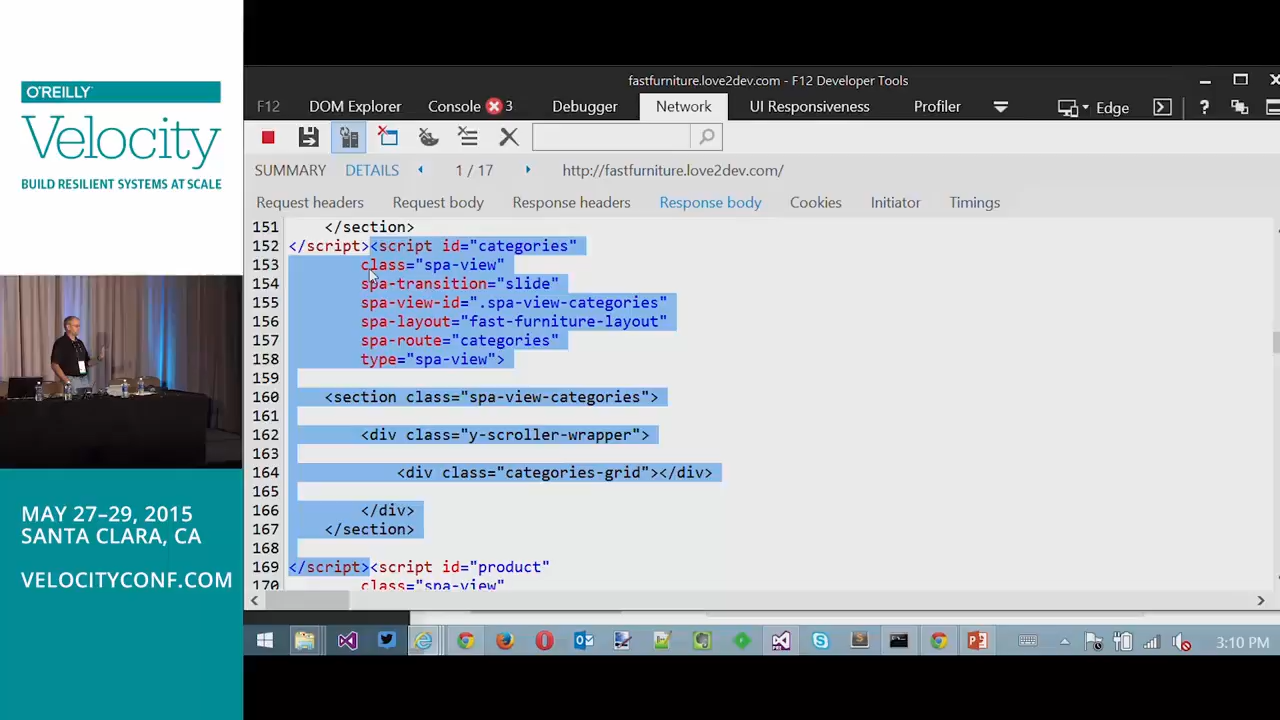 O'REILLY
Velocity
BUILD RESILIENT SYSTEMS AT SCALE
MAY 27–29, 2015
SANTA CLARA, CA
VELOCITYCONF.COM
fastfurniture.love2dev.com - F12 Developer Tools
F12 DOM Explorer Console 3 Debugger Network UI Responsiveness Profiler Edge ?
SUMMARY DETAILS 1 / 17 http://fastfurniture.love2dev.com/
Request headers Request body Response headers Response body Cookies Initiator Timings
151 </section>
152 </script><script id="categories"
153 class="spa-view"
154 spa-transition="slide"
155 spa-view-id=".spa-view-categories"
156 spa-layout="fast-furniture-layout"
157 spa-route="categories"
158 type="spa-view">
159
160 <section class="spa-view-categories">
161
162 <div class="y-scroller-wrapper">
163
164 <div class="categories-grid"></div>
165
166 </div>
167 </section>
168
169 </script><script id="product"
170 class="spa-view"
3:10 PM